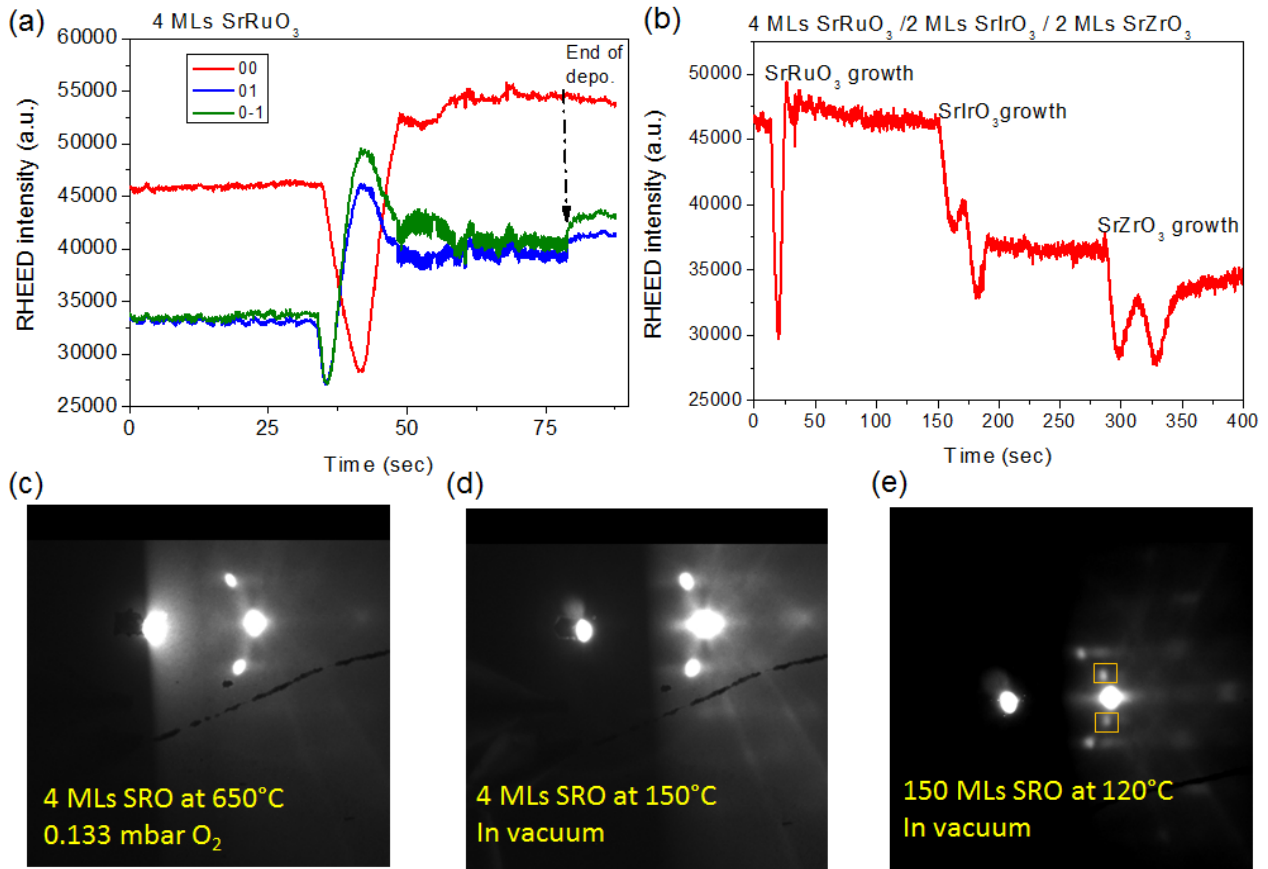 (a)
4 MLs SrRuO₃
60000
55000
50000
45000
40000
35000
30000
25000
RHEED intensity (a.u.)
00
01
0-1
End of
depo.
0
25
50
75
Time (sec)
(b)
4 MLs SrRuO₃ /2 MLs SrIrO₃ / 2 MLs SrZrO₃
50000
45000
40000
35000
30000
25000
RHEED intensity (a.u.)
SrRuO₃ growth
SrIrO₃growth
SrZrO₃ growth
0
50
100
150
200
250
300
350
400
Time (sec)
(c)
4 MLs SRO at 650°C
0.133 mbar O₂
(d)
4 MLs SRO at 150°C
In vacuum
(e)
150 MLs SRO at 120°C
In vacuum